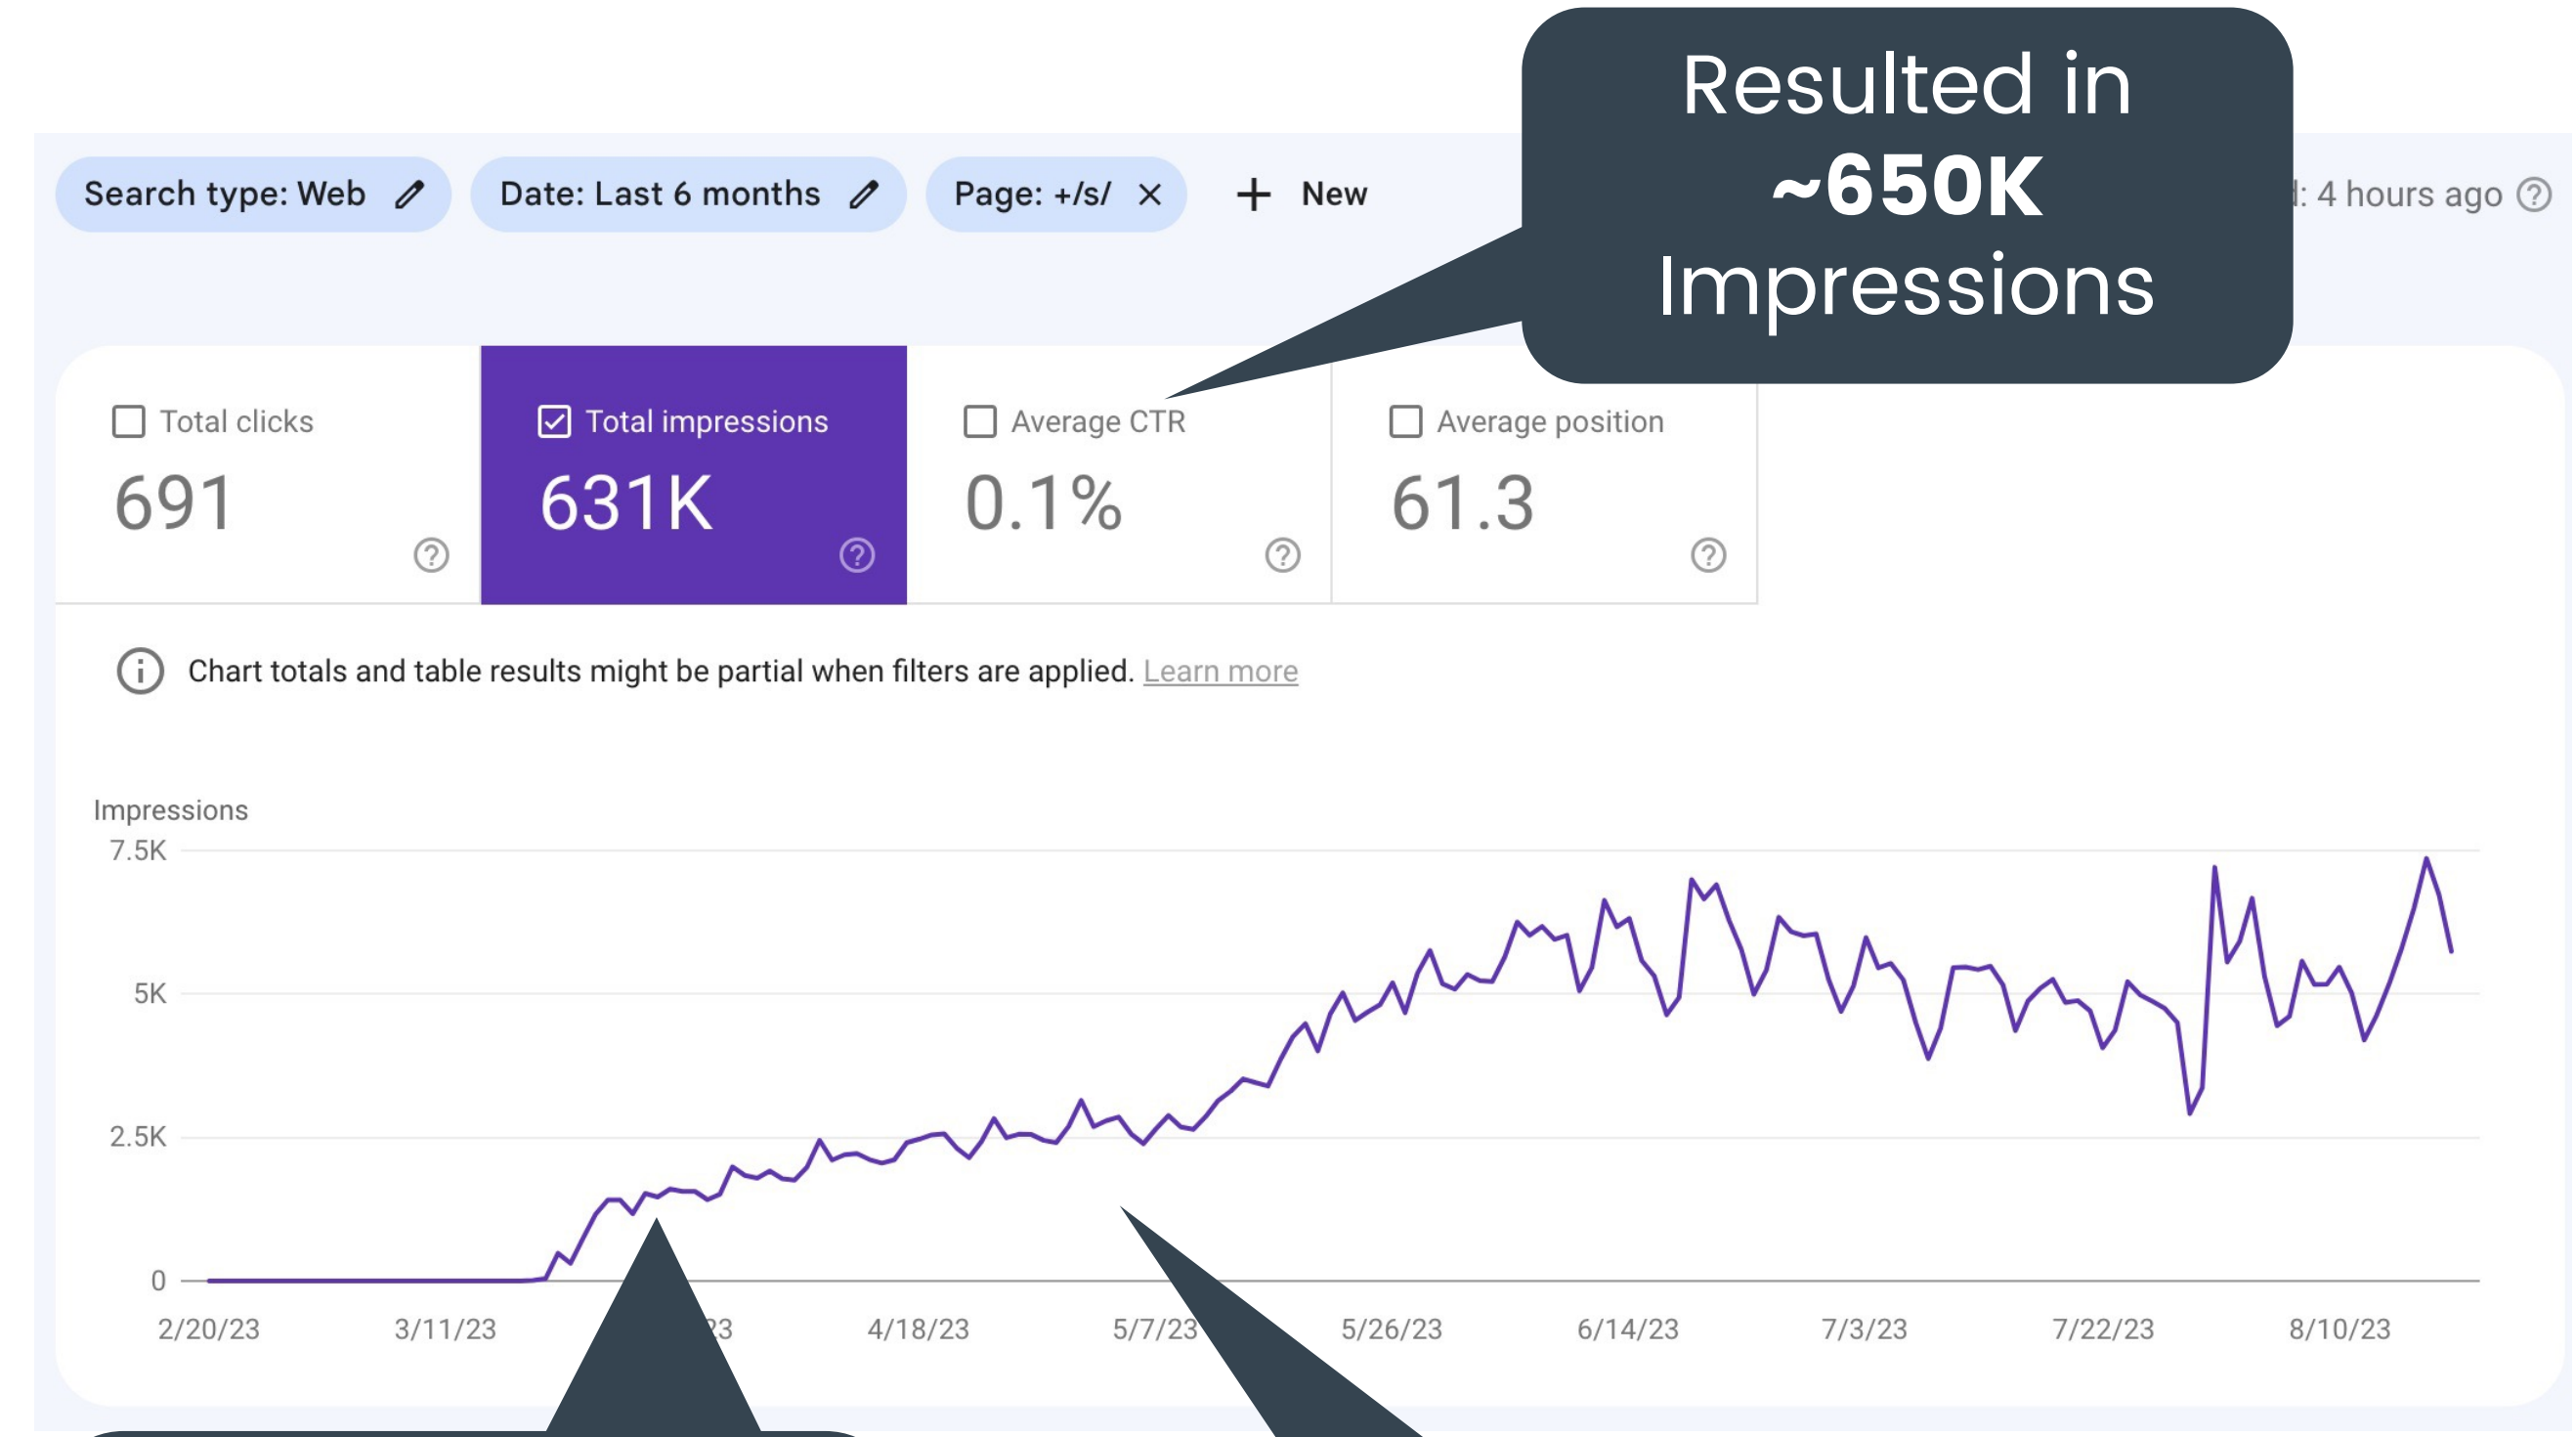 Resulted in
~650K
Impressions
Search type: Web
Date: Last 6 months
Page: +/s/
+ New
: 4 hours ago
Total clicks
691
Total impressions
631K
Average CTR
0.1%
Average position
61.3
Chart totals and table results might be partial when filters are applied. Learn more
Impressions
7.5K
5K
2.5K
0
2/20/23
3/11/23
4/18/23
5/7/23
5/26/23
6/14/23
7/3/23
7/22/23
8/10/23